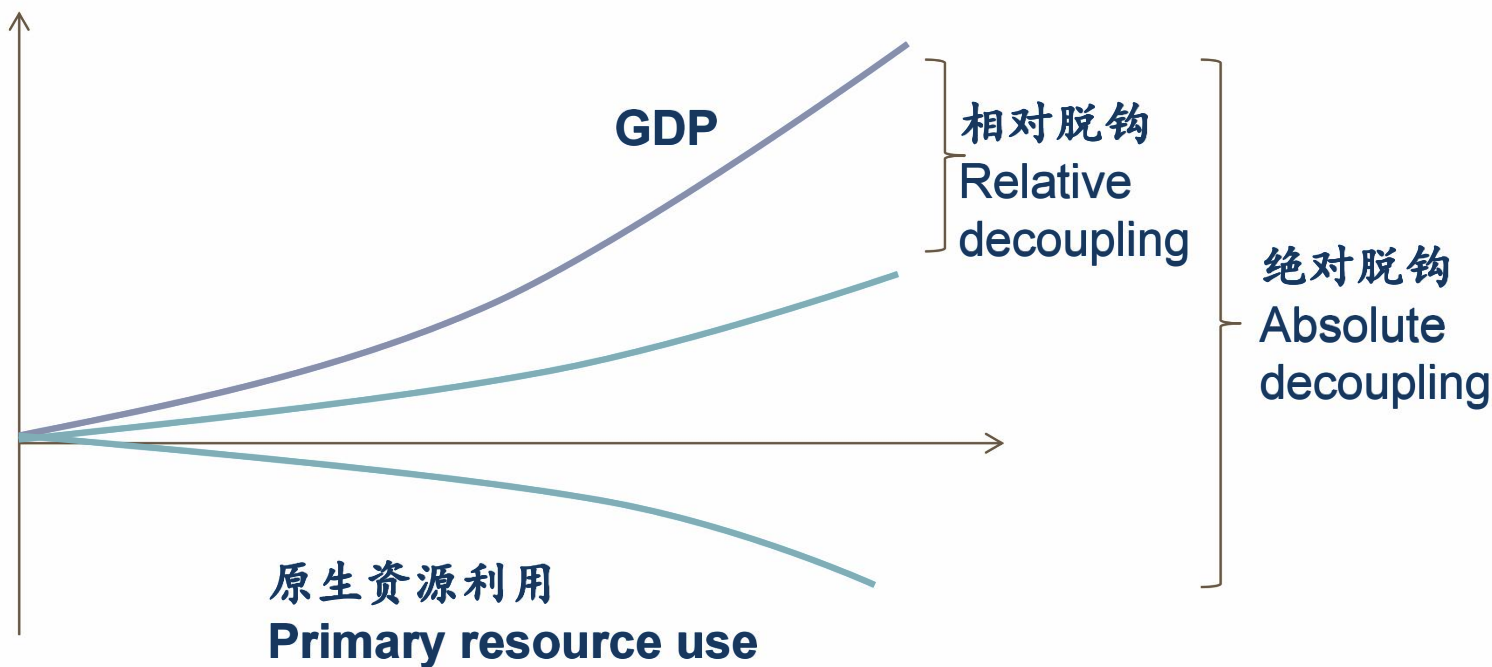 GDP
相对脱钩
Relative
decoupling
绝对脱钩
Absolute
decoupling
原生资源利用
Primary resource use